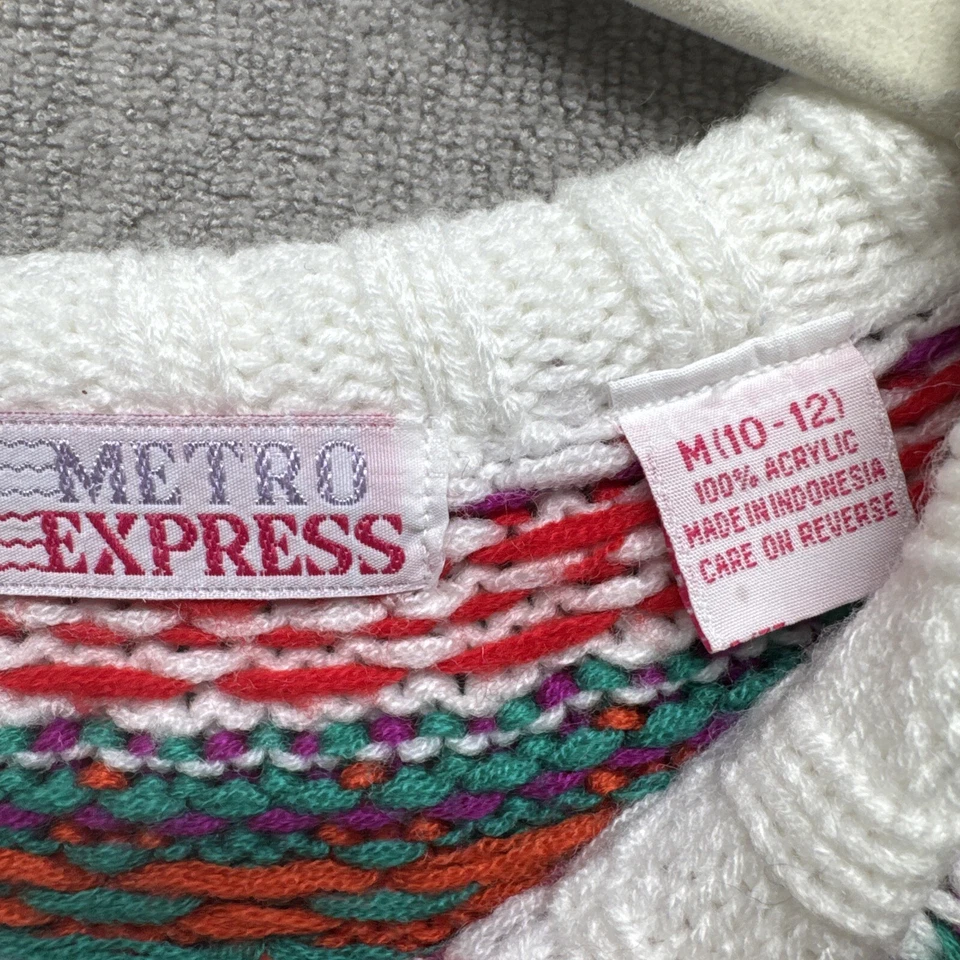 METRO
EXPRESS
M(10-12)
100% ACRYLIC
MADE IN INDONESIA
CARE ON REVERSE